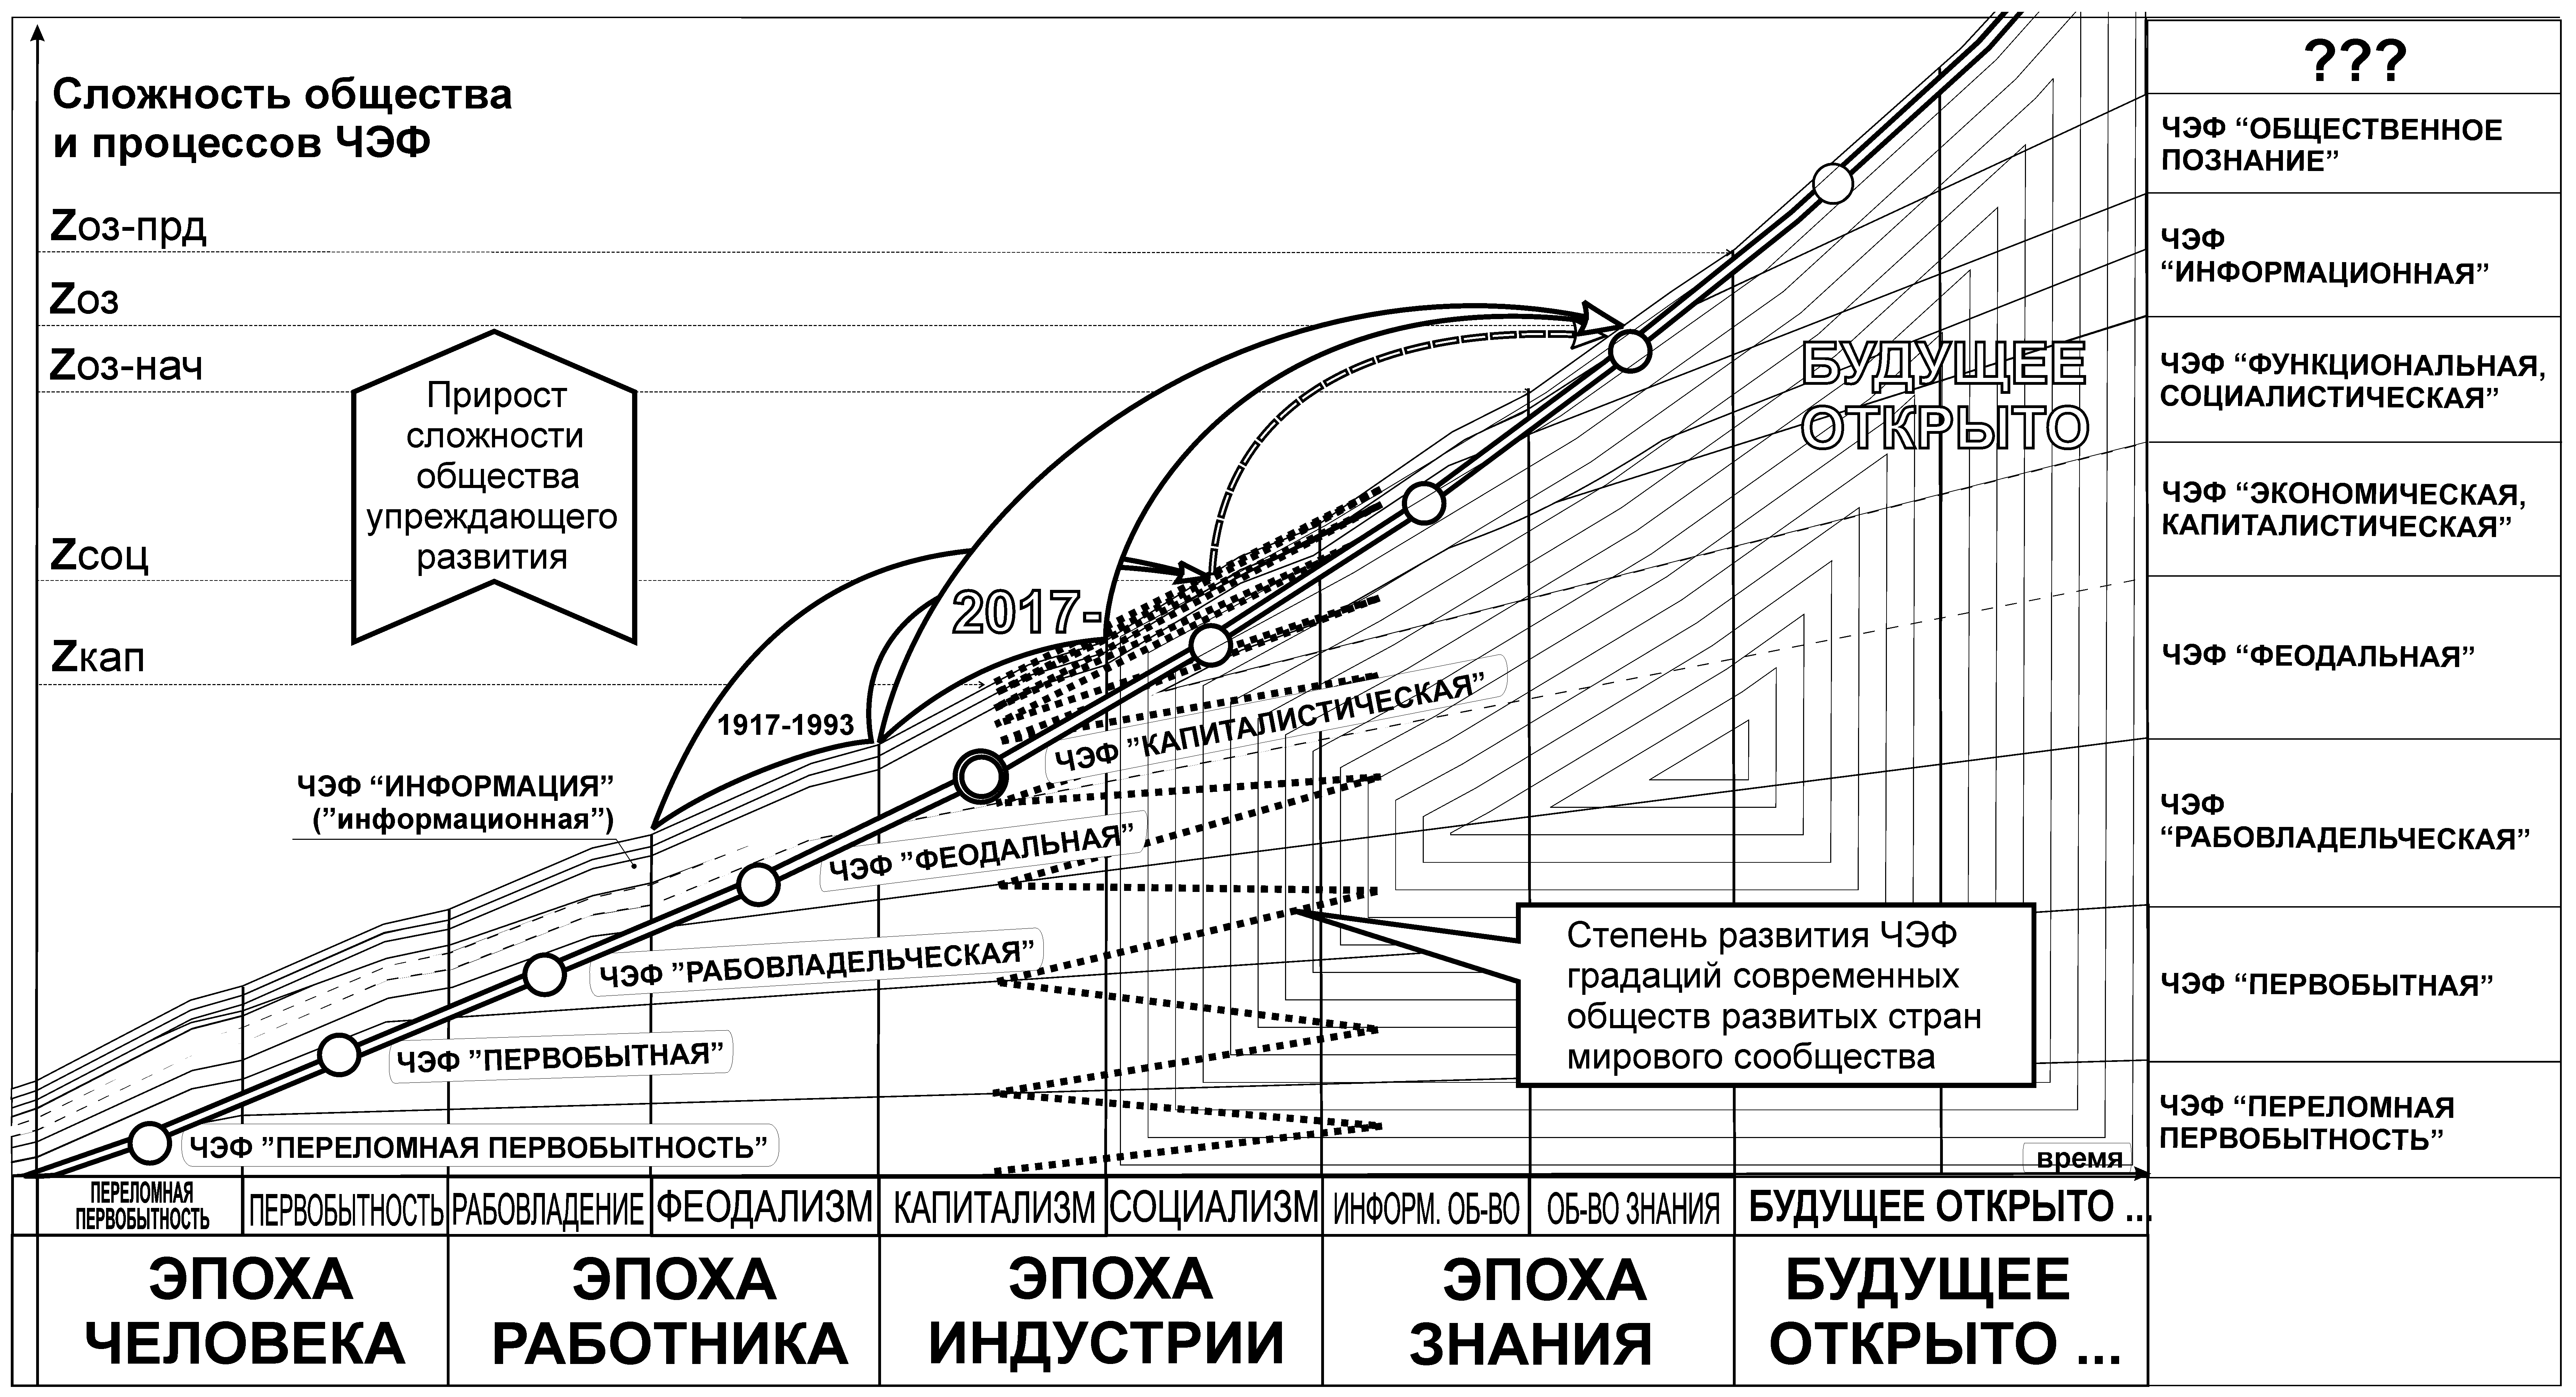 Сложность общества
и процессов ЧЭФ
Zоз-прд
Zоз
Zоз-нач
Zсоц
Zкап
Прирост
сложности
общества
упреждающего
развития
1917-1993
2017-
ЧЭФ “ИНФОРМАЦИЯ”
(”информационная”)
БУДУЩЕЕ
ОТКРЫТО
ЧЭФ ”КАПИТАЛИСТИЧЕСКАЯ”
ЧЭФ ”ФЕОДАЛЬНАЯ”
ЧЭФ ”РАБОВЛАДЕЛЬЧЕСКАЯ”
ЧЭФ ”ПЕРВОБЫТНАЯ”
ЧЭФ ”ПЕРЕЛОМНАЯ ПЕРВОБЫТНОСТЬ”
Степень развития ЧЭФ
градаций современных
обществ развитых стран
мирового сообщества
время
???
ЧЭФ “ОБЩЕСТВЕННОЕ
ПОЗНАНИЕ”
ЧЭФ
“ИНФОРМАЦИОННАЯ”
ЧЭФ “ФУНКЦИОНАЛЬНАЯ,
СОЦИАЛИСТИЧЕСКАЯ”
ЧЭФ “ЭКОНОМИЧЕСКАЯ,
КАПИТАЛИСТИЧЕСКАЯ”
ЧЭФ “ФЕОДАЛЬНАЯ”
ЧЭФ
“РАБОВЛАДЕЛЬЧЕСКАЯ”
ЧЭФ “ПЕРВОБЫТНАЯ”
ЧЭФ “ПЕРЕЛОМНАЯ
ПЕРВОБЫТНОСТЬ”
ПЕРЕЛОМНАЯ
ПЕРВОБЫТНОСТЬ
ПЕРВОБЫТНОСТЬ
РАБОВЛАДЕНИЕ
ФЕОДАЛИЗМ
КАПИТАЛИЗМ
СОЦИАЛИЗМ
ИНФОРМ. ОБ-ВО
ОБ-ВО ЗНАНИЯ
БУДУЩЕЕ ОТКРЫТО ...
ЭПОХА
ЧЕЛОВЕКА
ЭПОХА
РАБОТНИКА
ЭПОХА
ИНДУСТРИИ
ЭПОХА
ЗНАНИЯ
БУДУЩЕЕ
ОТКРЫТО ...